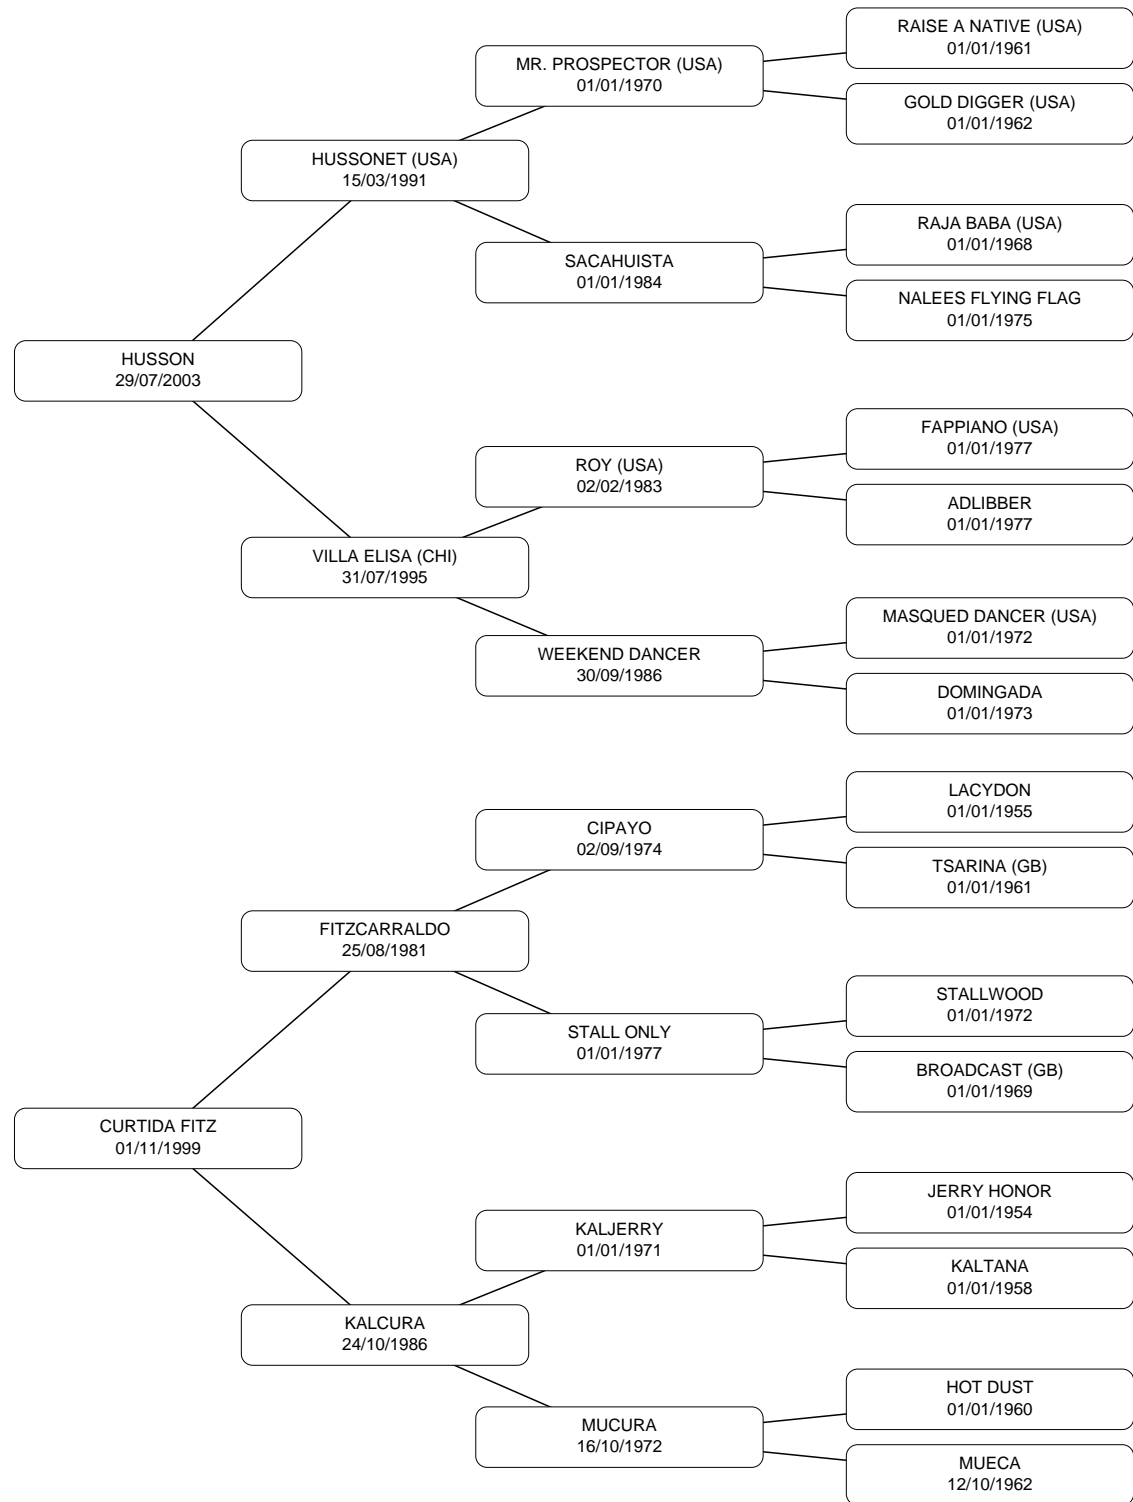 RAISE A NATIVE (USA)
01/01/1961
MR. PROSPECTOR (USA)
01/01/1970
GOLD DIGGER (USA)
01/01/1962
HUSSONET (USA)
15/03/1991
RAJA BABA (USA)
01/01/1968
SACAHUISTA
01/01/1984
NALEES FLYING FLAG
01/01/1975
HUSSON
29/07/2003
FAPPIANO (USA)
01/01/1977
ROY (USA)
02/02/1983
ADLIBBER
01/01/1977
VILLA ELISA (CHI)
31/07/1995
MASQUED DANCER (USA)
01/01/1972
WEEKEND DANCER
30/09/1986
DOMINGADA
01/01/1973
LACYDON
01/01/1955
CIPAYO
02/09/1974
TSARINA (GB)
01/01/1961
FITZCARRALDO
25/08/1981
STALLWOOD
01/01/1972
STALL ONLY
01/01/1977
BROADCAST (GB)
01/01/1969
CURTIDA FITZ
01/11/1999
JERRY HONOR
01/01/1954
KALJERRY
01/01/1971
KALTANA
01/01/1958
KALCURA
24/10/1986
HOT DUST
01/01/1960
MUCURA
16/10/1972
MUECA
12/10/1962